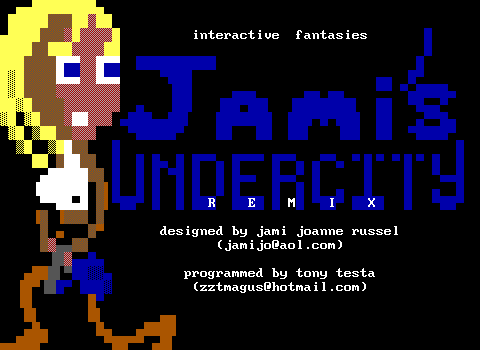 interactive fantasies
Jami's
UNDERCITY
R E M I X
designed by jami joanne russel
(jamijo@aol.com)
programmed by tony testa
(zztmagus@hotmail.com)